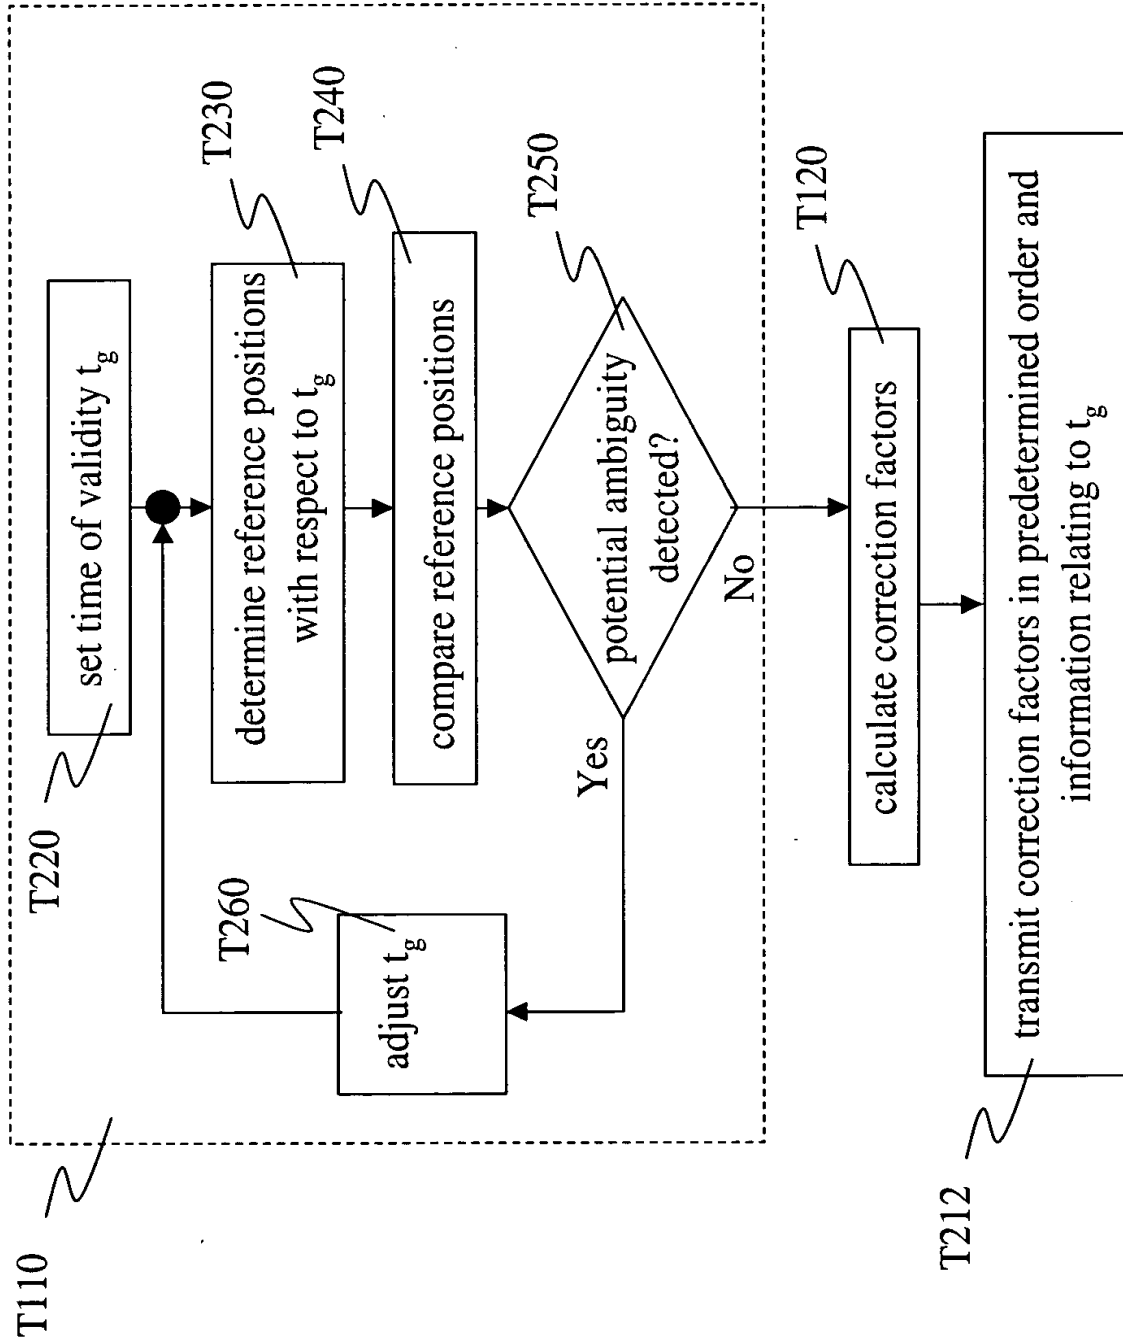 T110
T220
set time of validity t_g
T230
determine reference positions
with respect to t_g
T240
compare reference positions
T250
potential ambiguity
detected?
Yes
No
T260
adjust t_g
T120
calculate correction factors
T212
transmit correction factors in predetermined order and
information relating to t_g